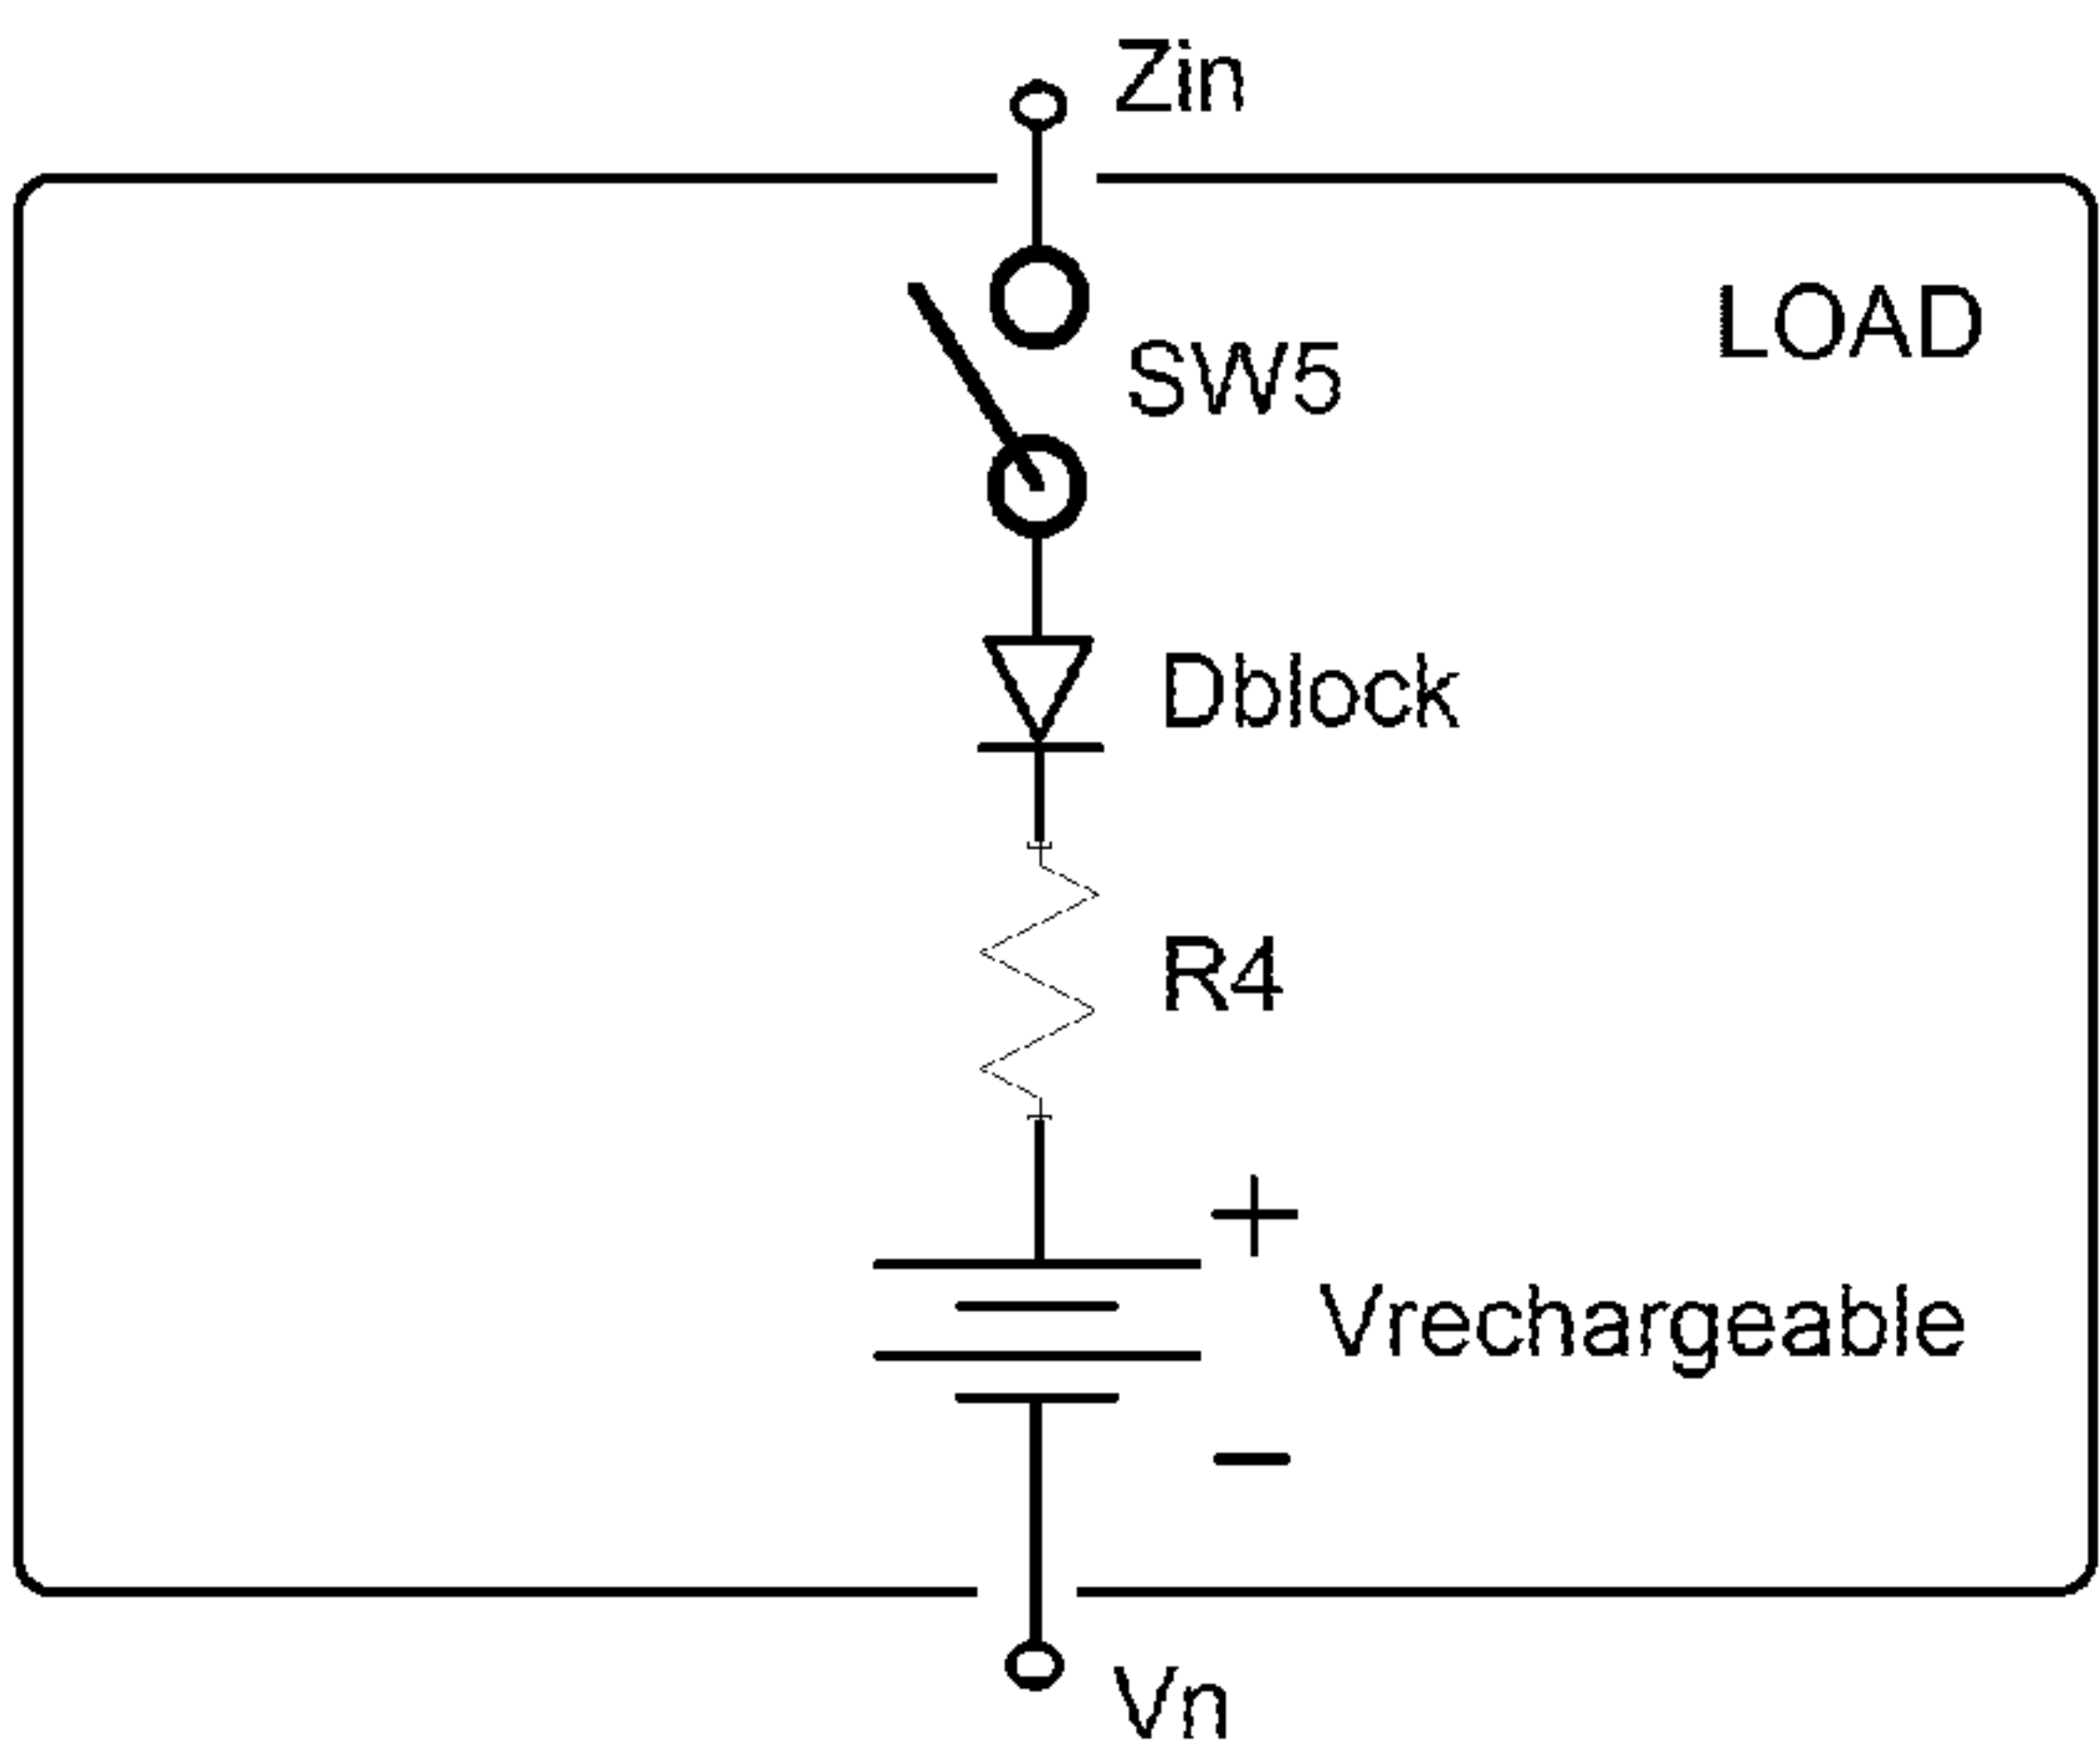 Zin
LOAD
SW5
Dblock
R4
+
Vrechargeable
−
Vn